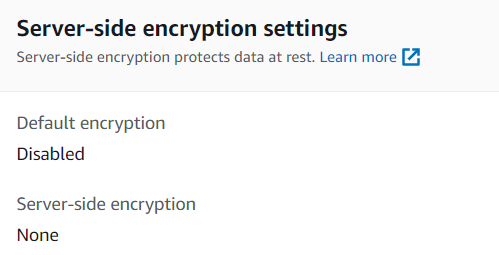 Server-side encryption settings
Server-side encryption protects data at rest. Learn more
Default encryption
Disabled
Server-side encryption
None